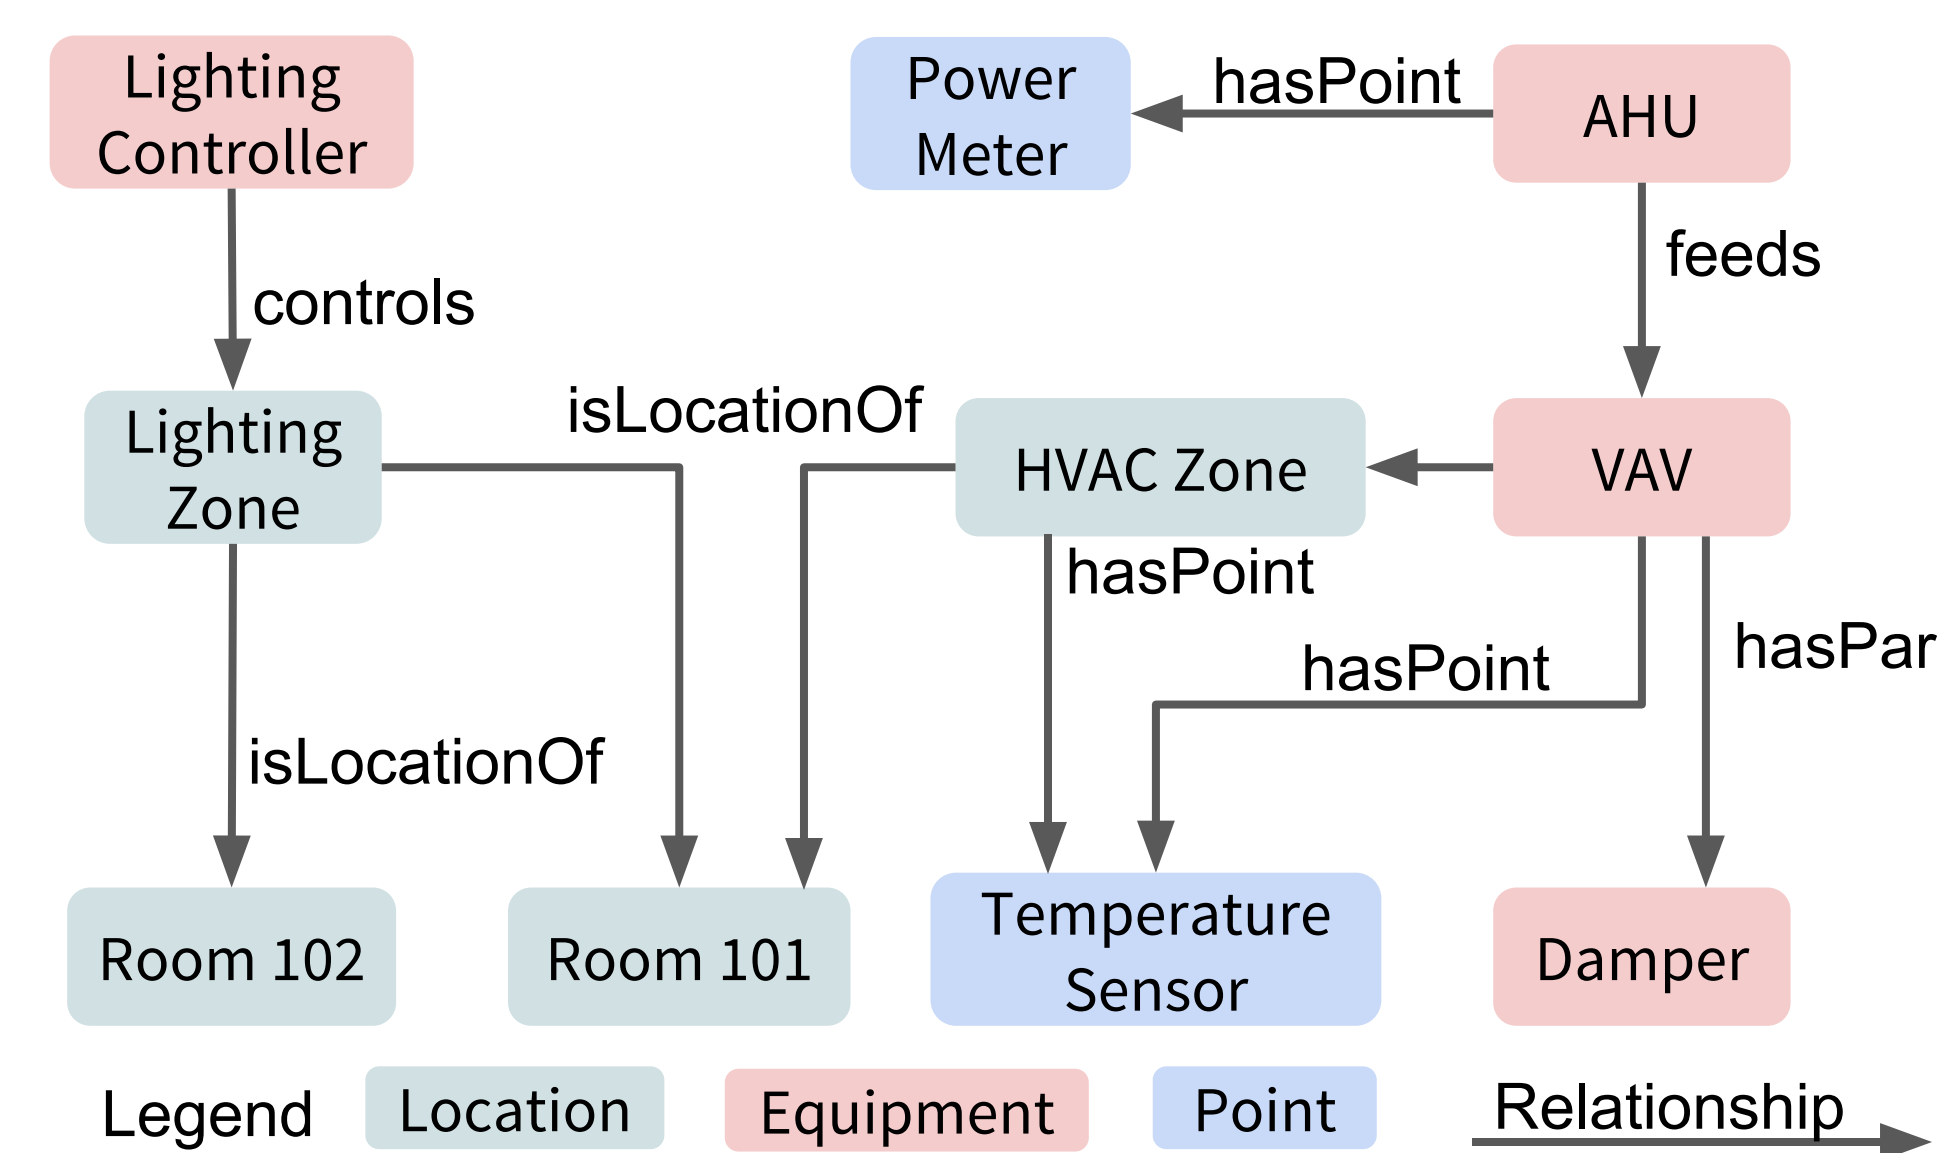 Lighting
Controller
Power
Meter
hasPoint
AHU
feeds
controls
Lighting
Zone
isLocationOf
HVAC Zone
VAV
hasPoint
hasPoint
hasPar
isLocationOf
Room 102
Room 101
Temperature
Sensor
Damper
Legend
Location
Equipment
Point
Relationship